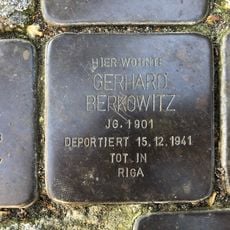 HIER WOHNTE
GERHARD
BERKOWITZ
JG. 1901
DEPORTIERT 15.12.1941
TOT IN
RIGA